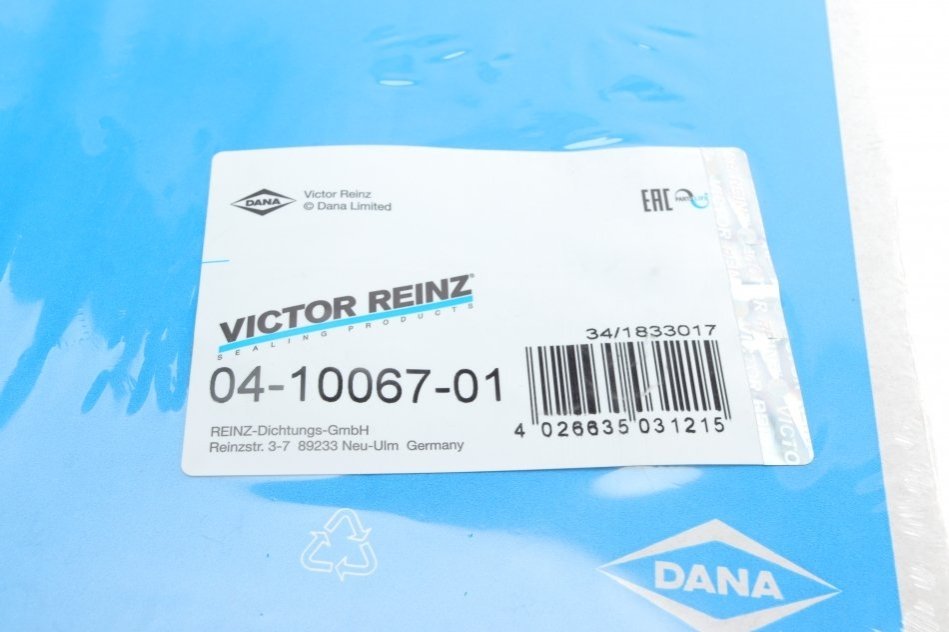 DANA
Victor Reinz
© Dana Limited
EAC
VICTOR REINZ®
SEALING PRODUCTS
04-10067-01
REINZ-Dichtungs-GmbH
Reinzstr. 3-7 89233 Neu-Ulm Germany
34/1833017
4 026635 031215
DANA